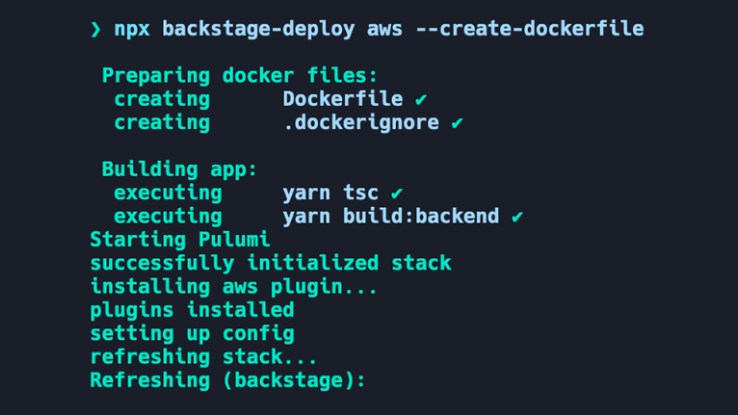 ❯ npx backstage-deploy aws --create-dockerfile
Preparing docker files:
creating Dockerfile ✔
creating .dockerignore ✔
Building app:
executing yarn tsc ✔
executing yarn build:backend ✔
Starting Pulumi
successfully initialized stack
installing aws plugin...
plugins installed
setting up config
refreshing stack...
Refreshing (backstage):